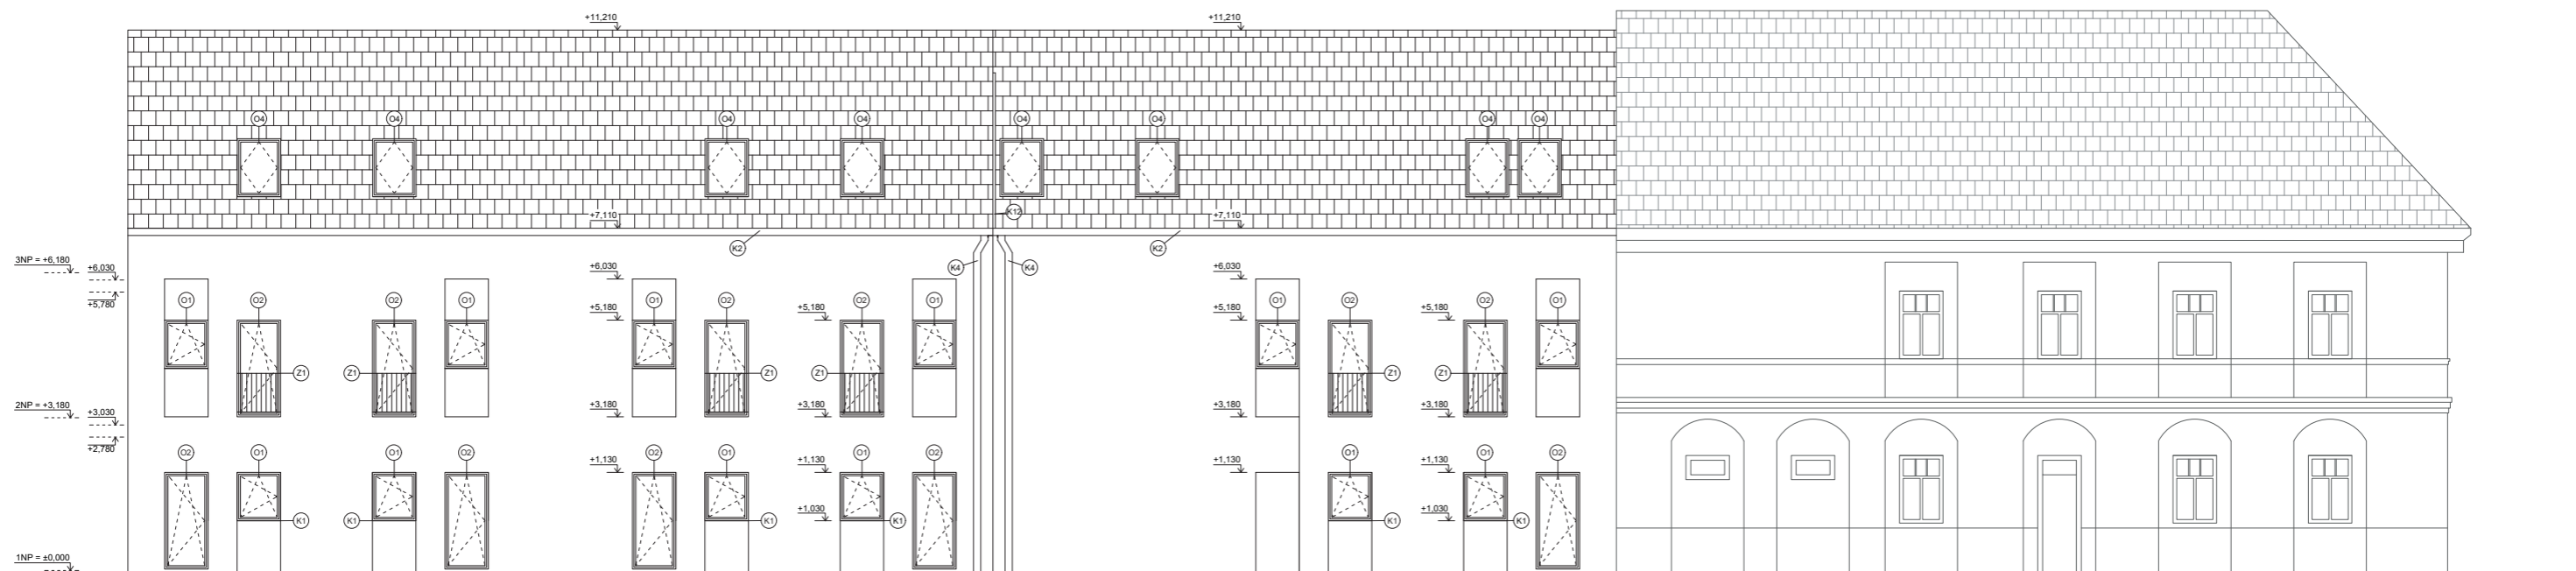 +11,210 +11,210
O4 O4 O4 O4 O4 O4 O4 O4
+7,110 K12 +7,110
K2 K2
3NP = +6,180 +6,030 +6,030 K4 K4 +6,030
+5,780 O1 O2 O2 O1 O1 O2 O2 O1 O1 O2 O2 O1
+5,180 +5,180 +5,180 +5,180
Z1 Z1 Z1 Z1 Z1 Z1
2NP = +3,180 +3,030 +3,180 +3,180 +3,180 +3,180
+2,780 O2 O1 O1 O2 O2 O1 O1 O2 O1 O1 O2
+1,130 +1,130 +1,130 +1,130
+1,030 +1,030
K1 K1 K1 K1 K1 K1
1NP = ±0,000